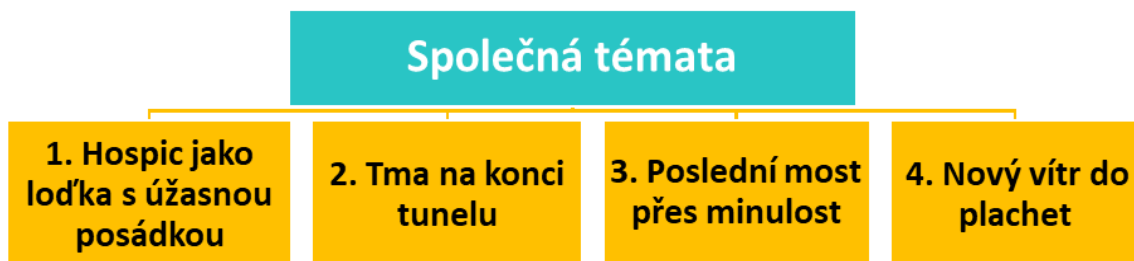 Společná témata
1. Hospic jako
loďka s úžasnou
posádkou
2. Tma na konci
tunelu
3. Poslední most
přes minulost
4. Nový vítr do
plachet